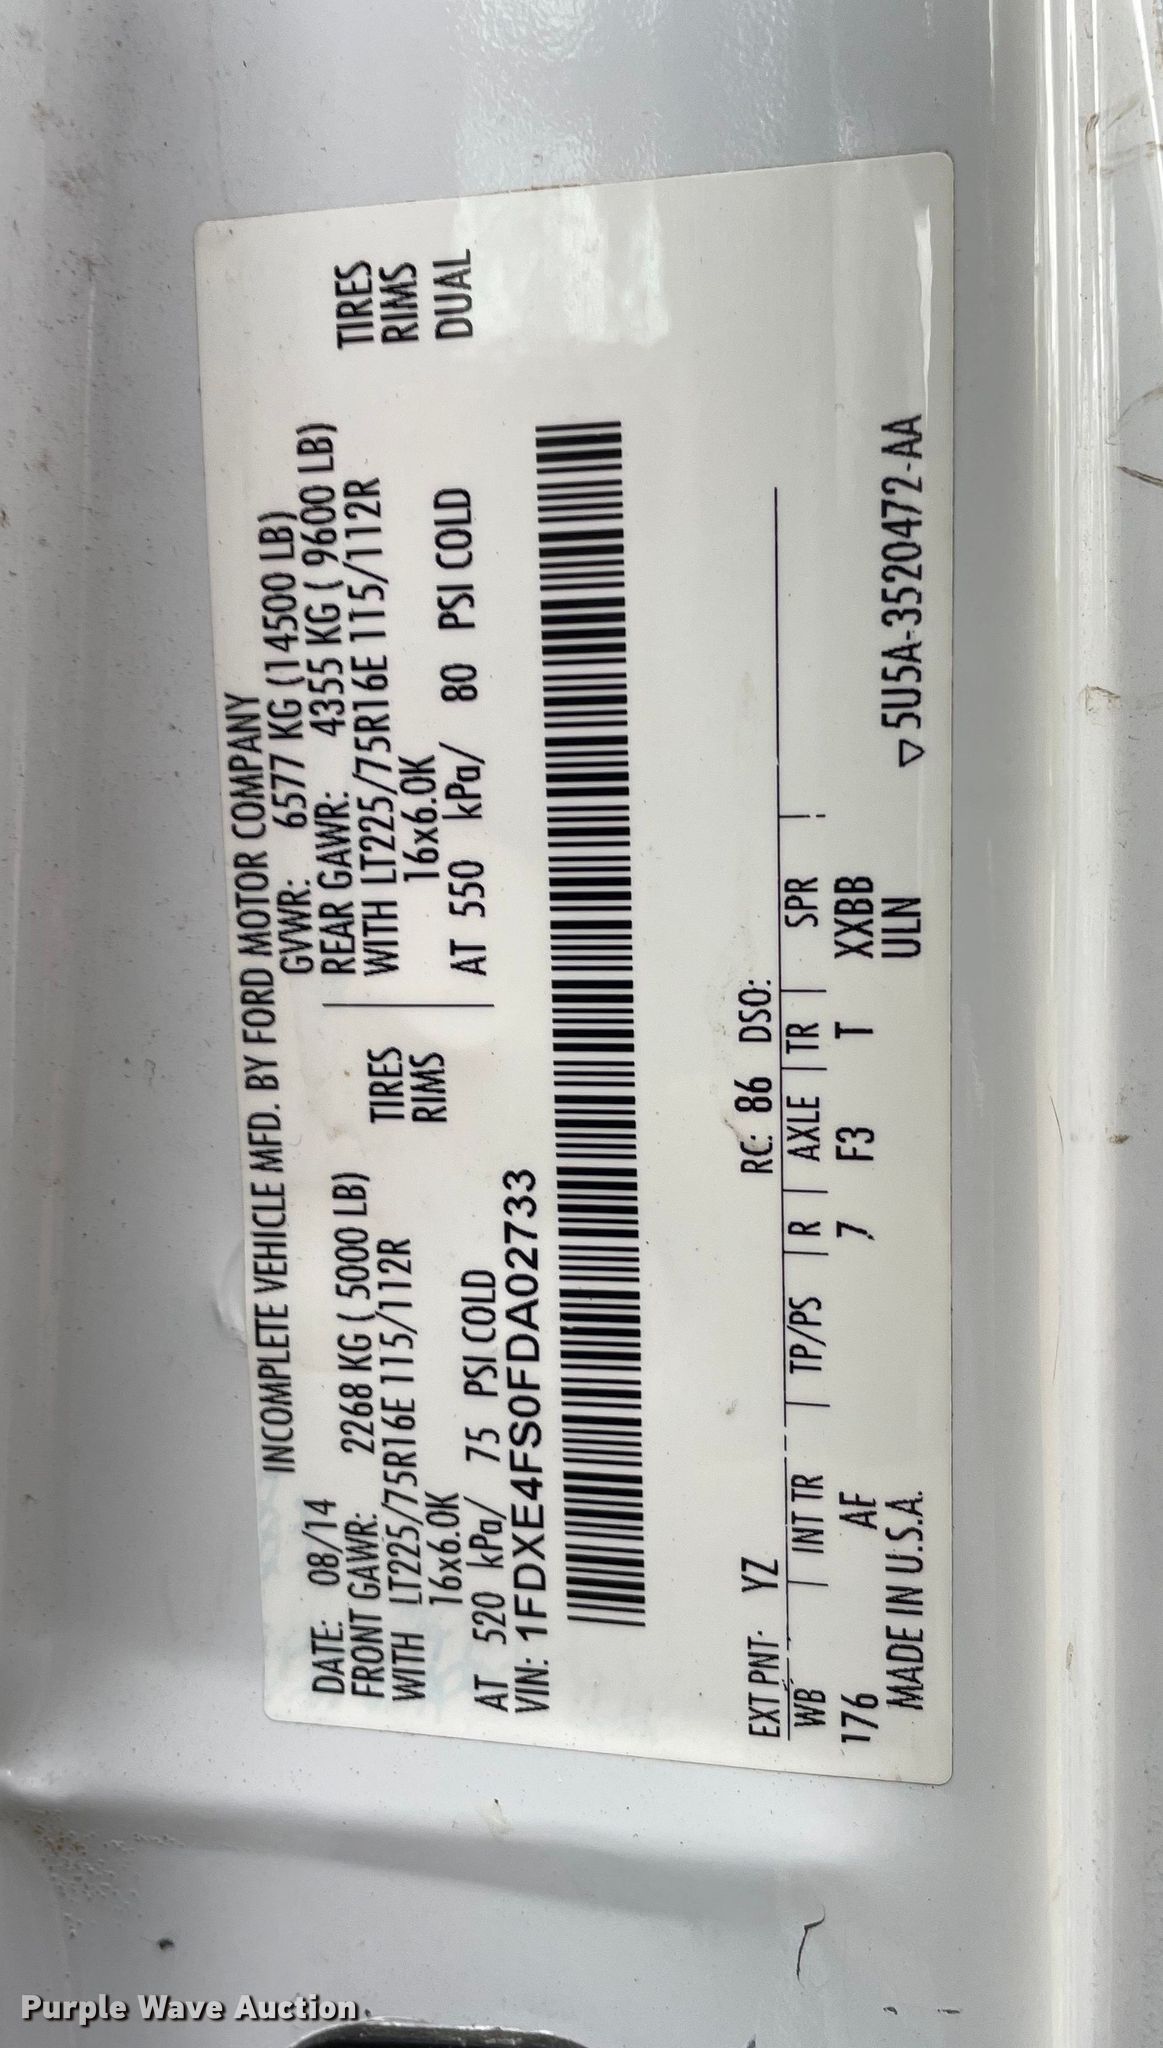 INCOMPLETE VEHICLE MFD. BY FORD MOTOR COMPANY
DATE: 08/14 GVWR: 6577 KG (14500 LB)
FRONT GAWR: 2268 KG ( 5000 LB) REAR GAWR: 4355 KG ( 9600 LB)
WITH LT225/75R16E 115/112R TIRES WITH LT225/75R16E 115/112R TIRES
16x6.0K RIMS 16x6.0K RIMS
AT 520 kPa/ 75 PSI COLD AT 550 kPa/ 80 PSI COLD DUAL
VIN: 1FDXE4FS0FDA02733
EXT PNT: YZ RC: 86 DSO:
WB | INT TR | TP/PS | R | AXLE | TR | SPR |
176 AE 7 F3 T XXBB
MADE IN U.S.A. ULN ▽5U5A-3520472-AA
Purple Wave Auction